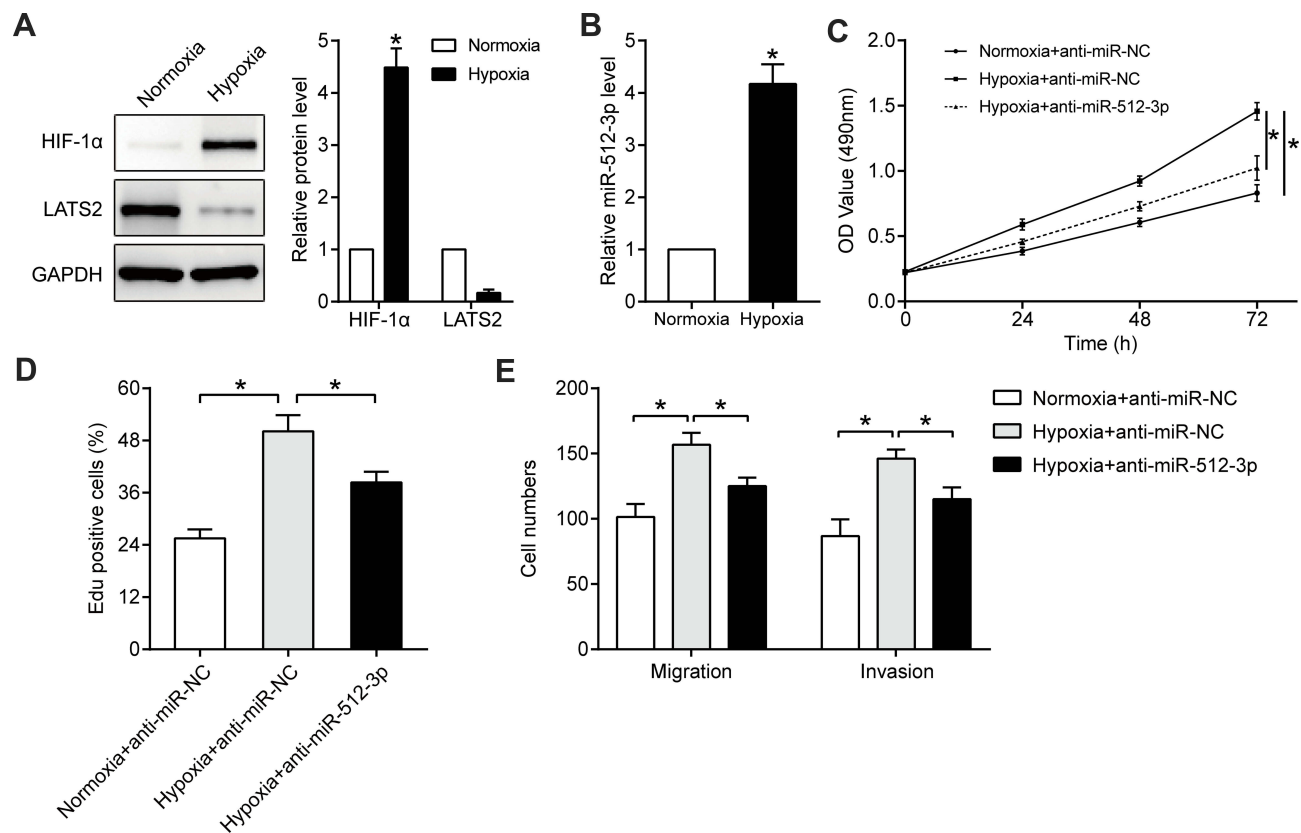 A
Normoxia
Hypoxia
HIF-1α
LATS2
GAPDH
Relative protein level
5
4
3
2
1
0
*
HIF-1α
LATS2
Normoxia
Hypoxia
B
Relative miR-512-3p level
5
4
3
2
1
0
*
Normoxia
Hypoxia
C
OD Value (490nm)
2.0
1.5
1.0
0.5
0.0
Normoxia+anti-miR-NC
Hypoxia+anti-miR-NC
Hypoxia+anti-miR-512-3p
*
*
0
24
48
72
Time (h)
D
Edu positive cells (%)
60
48
36
24
12
0
*
*
Normoxia+anti-miR-NC
Hypoxia+anti-miR-NC
Hypoxia+anti-miR-512-3p
E
Cell numbers
200
150
100
50
0
*
*
*
*
Migration
Invasion
Normoxia+anti-miR-NC
Hypoxia+anti-miR-NC
Hypoxia+anti-miR-512-3p